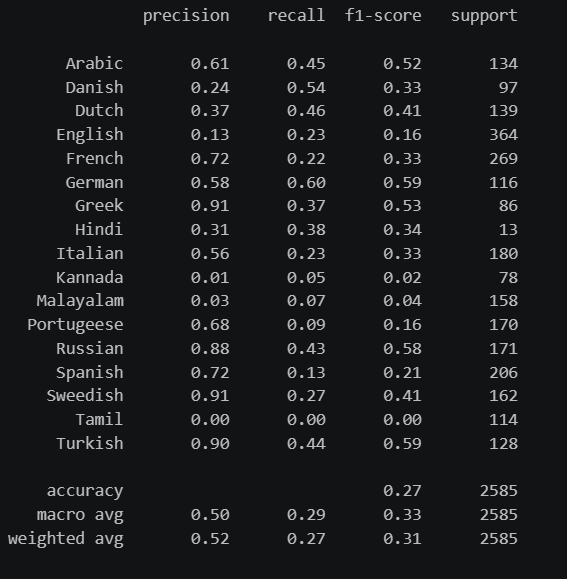 precision recall f1-score support
Arabic 0.61 0.45 0.52 134
Danish 0.24 0.54 0.33 97
Dutch 0.37 0.46 0.41 139
English 0.13 0.23 0.16 364
French 0.72 0.22 0.33 269
German 0.58 0.60 0.59 116
Greek 0.91 0.37 0.53 86
Hindi 0.31 0.38 0.34 13
Italian 0.56 0.23 0.33 180
Kannada 0.01 0.05 0.02 78
Malayalam 0.03 0.07 0.04 158
Portugeese 0.68 0.09 0.16 170
Russian 0.88 0.43 0.58 171
Spanish 0.72 0.13 0.21 206
Sweedish 0.91 0.27 0.41 162
Tamil 0.00 0.00 0.00 114
Turkish 0.90 0.44 0.59 128
accuracy 0.27 2585
macro avg 0.50 0.29 0.33 2585
weighted avg 0.52 0.27 0.31 2585